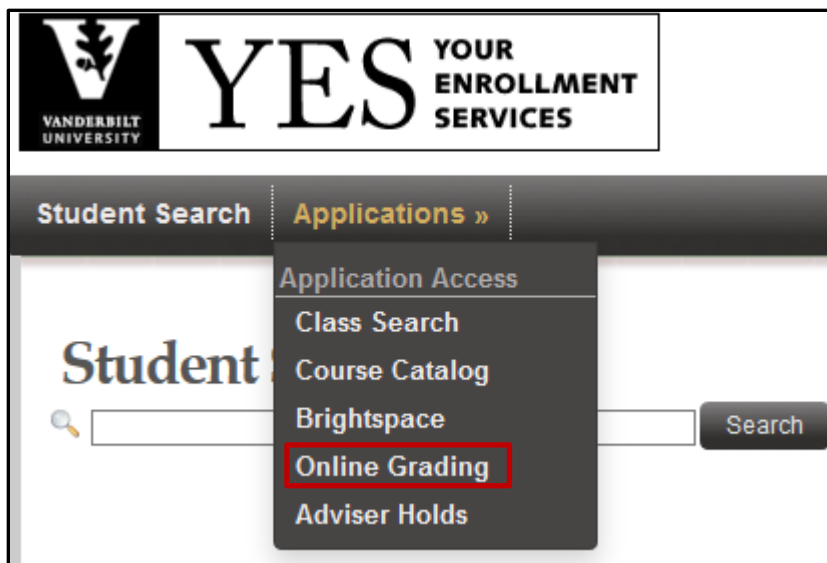 VANDERBILT
UNIVERSITY
YES
YOUR
ENROLLMENT
SERVICES
Student Search
Applications »
Application Access
Class Search
Student
Course Catalog
Brightspace
Search
Online Grading
Adviser Holds